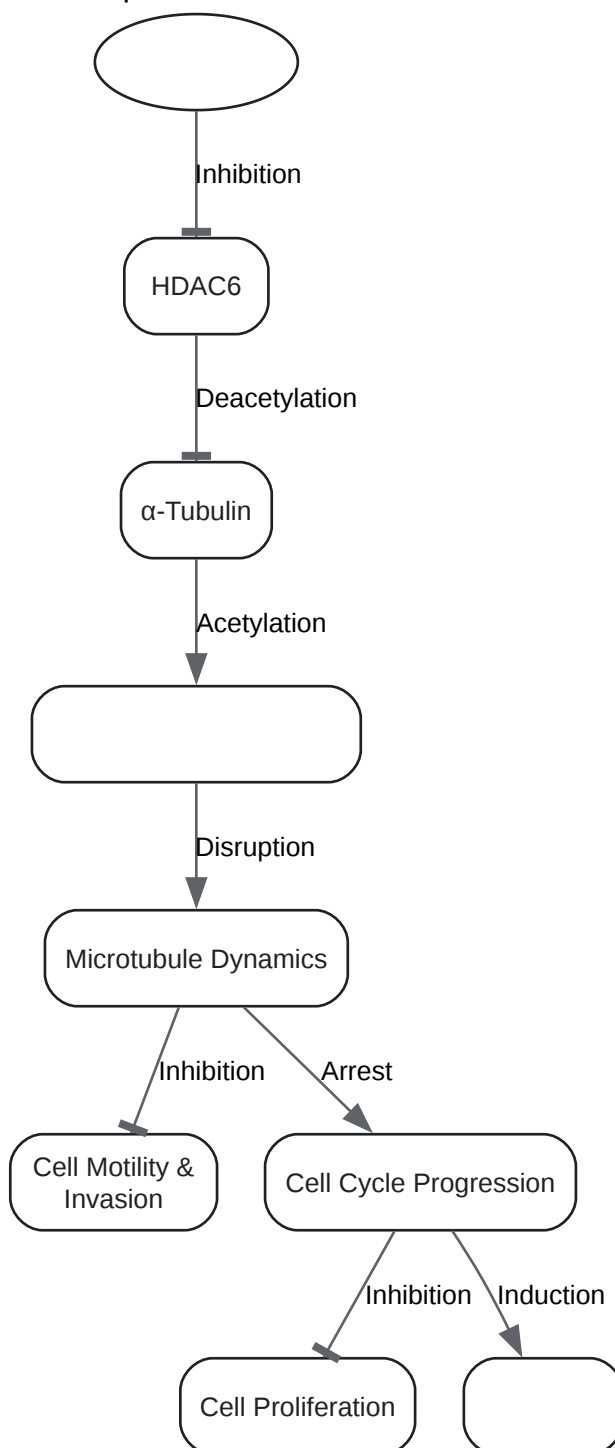 Inhibition
HDAC6
Deacetylation
α-Tubulin
Acetylation
Disruption
Microtubule Dynamics
Inhibition
Arrest
Cell Motility &
Invasion
Cell Cycle Progression
Inhibition
Induction
Cell Proliferation